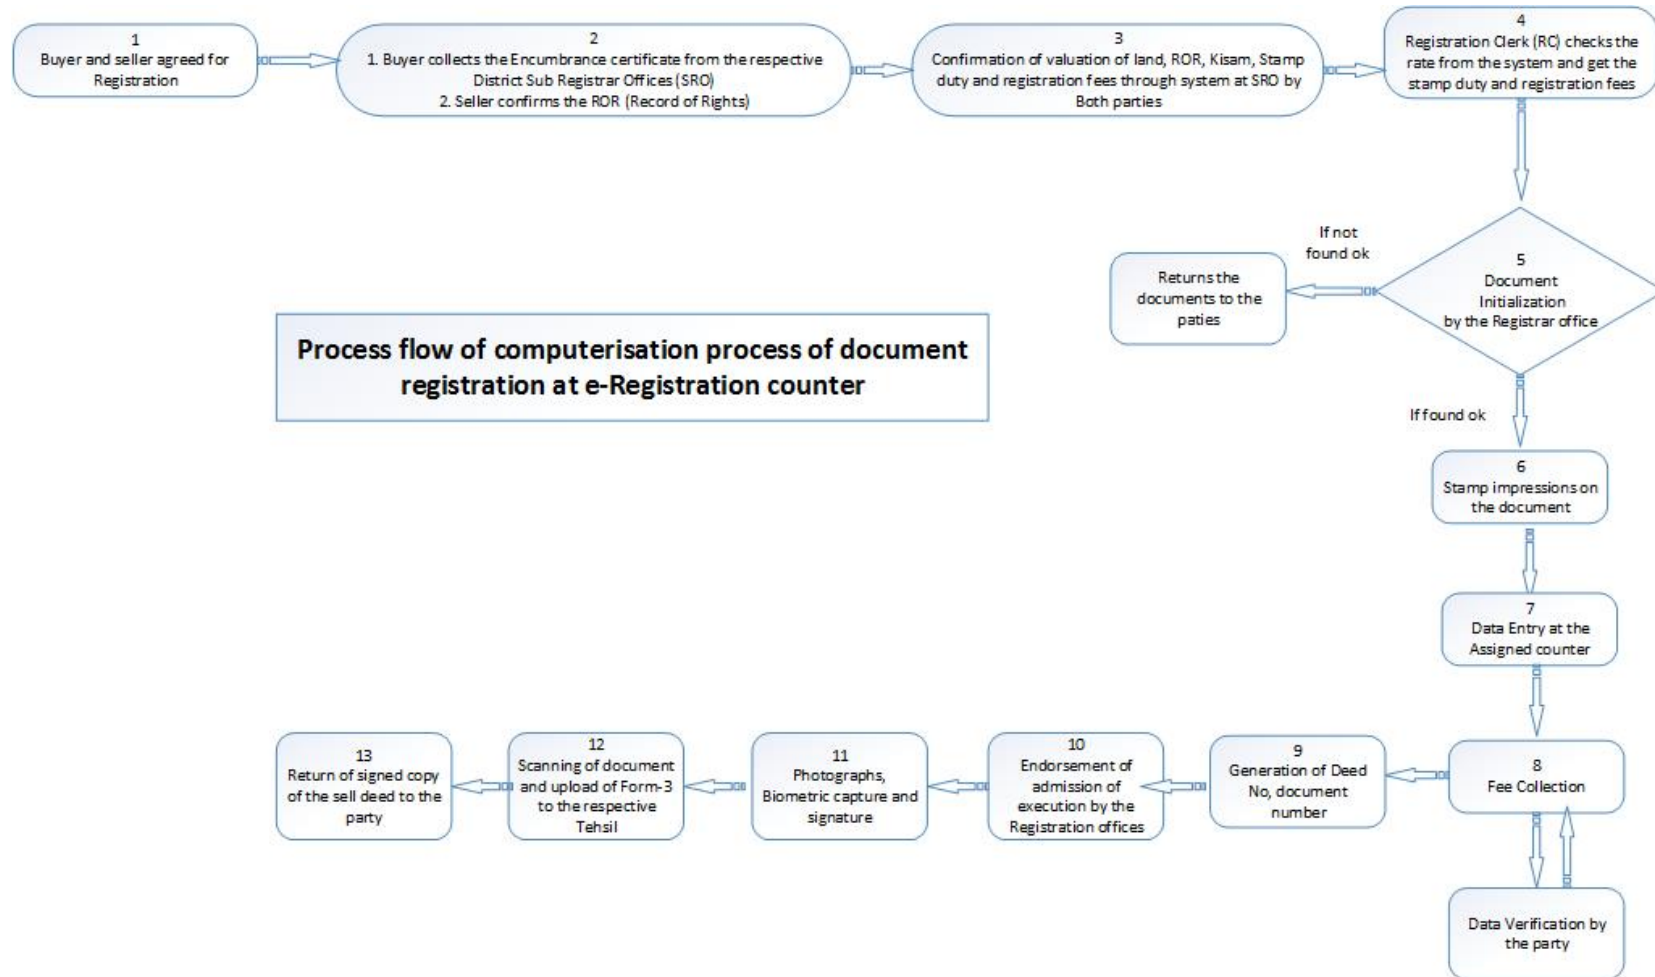 1
Buyer and seller agreed for
Registration
2
1. Buyer collects the Encumbrance certificate from the respective
District Sub Registrar Offices (SRO)
2. Seller confirms the ROR (Record of Rights)
3
Confirmation of valuation of land, ROR, Kisam, Stamp
duty and registration fees through system at SRO by
Both parties
4
Registration Clerk (RC) checks the
rate from the system and get the
stamp duty and registration fees
5
Document
Initialization
by the Registrar office
If not
found ok
Returns the
documents to the
paties
Process flow of computerisation process of document
registration at e-Registration counter
If found ok
6
Stamp impressions on
the document
7
Data Entry at the
Assigned counter
8
Fee Collection
Data Verification by
the party
9
Generation of Deed
No, document
number
10
Endorsement of
admission of
execution by the
Registration offices
11
Photographs,
Biometric capture and
signature
12
Scanning of document
and upload of Form-3
to the respective
Tehsil
13
Return of signed copy
of the sell deed to the
party